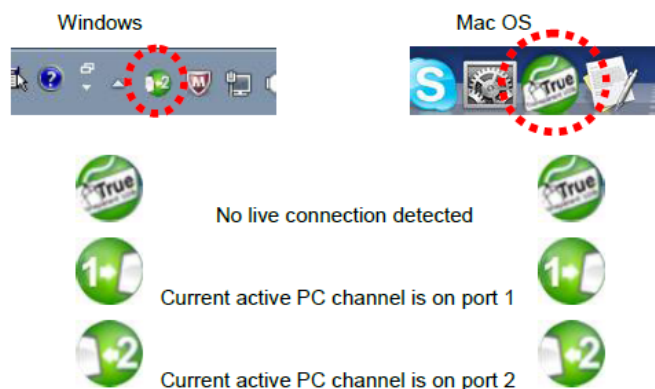 Windows
Mac OS
?
2
M
S
True
True
No live connection detected
True
1
Current active PC channel is on port 1
1
2
Current active PC channel is on port 2
2